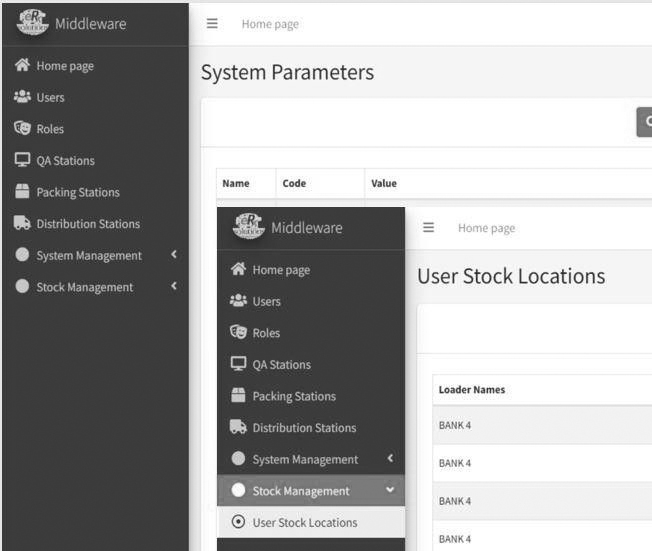 Middleware
Home page
System Parameters
Home page
Users
Roles
QA Stations
Packing Stations
Distribution Stations
System Management
Stock Management
Name Code Value
Middleware
Home page
User Stock Locations
Home page
Users
Roles
QA Stations
Packing Stations
Distribution Stations
System Management
Stock Management
User Stock Locations
Loader Names
BANK 4
BANK 4
BANK 4
BANK 4